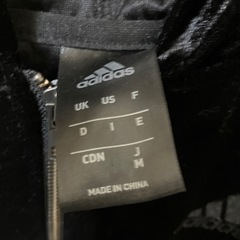 adidas
UK US F
D I E
CDN J
M
MADE IN CHINA